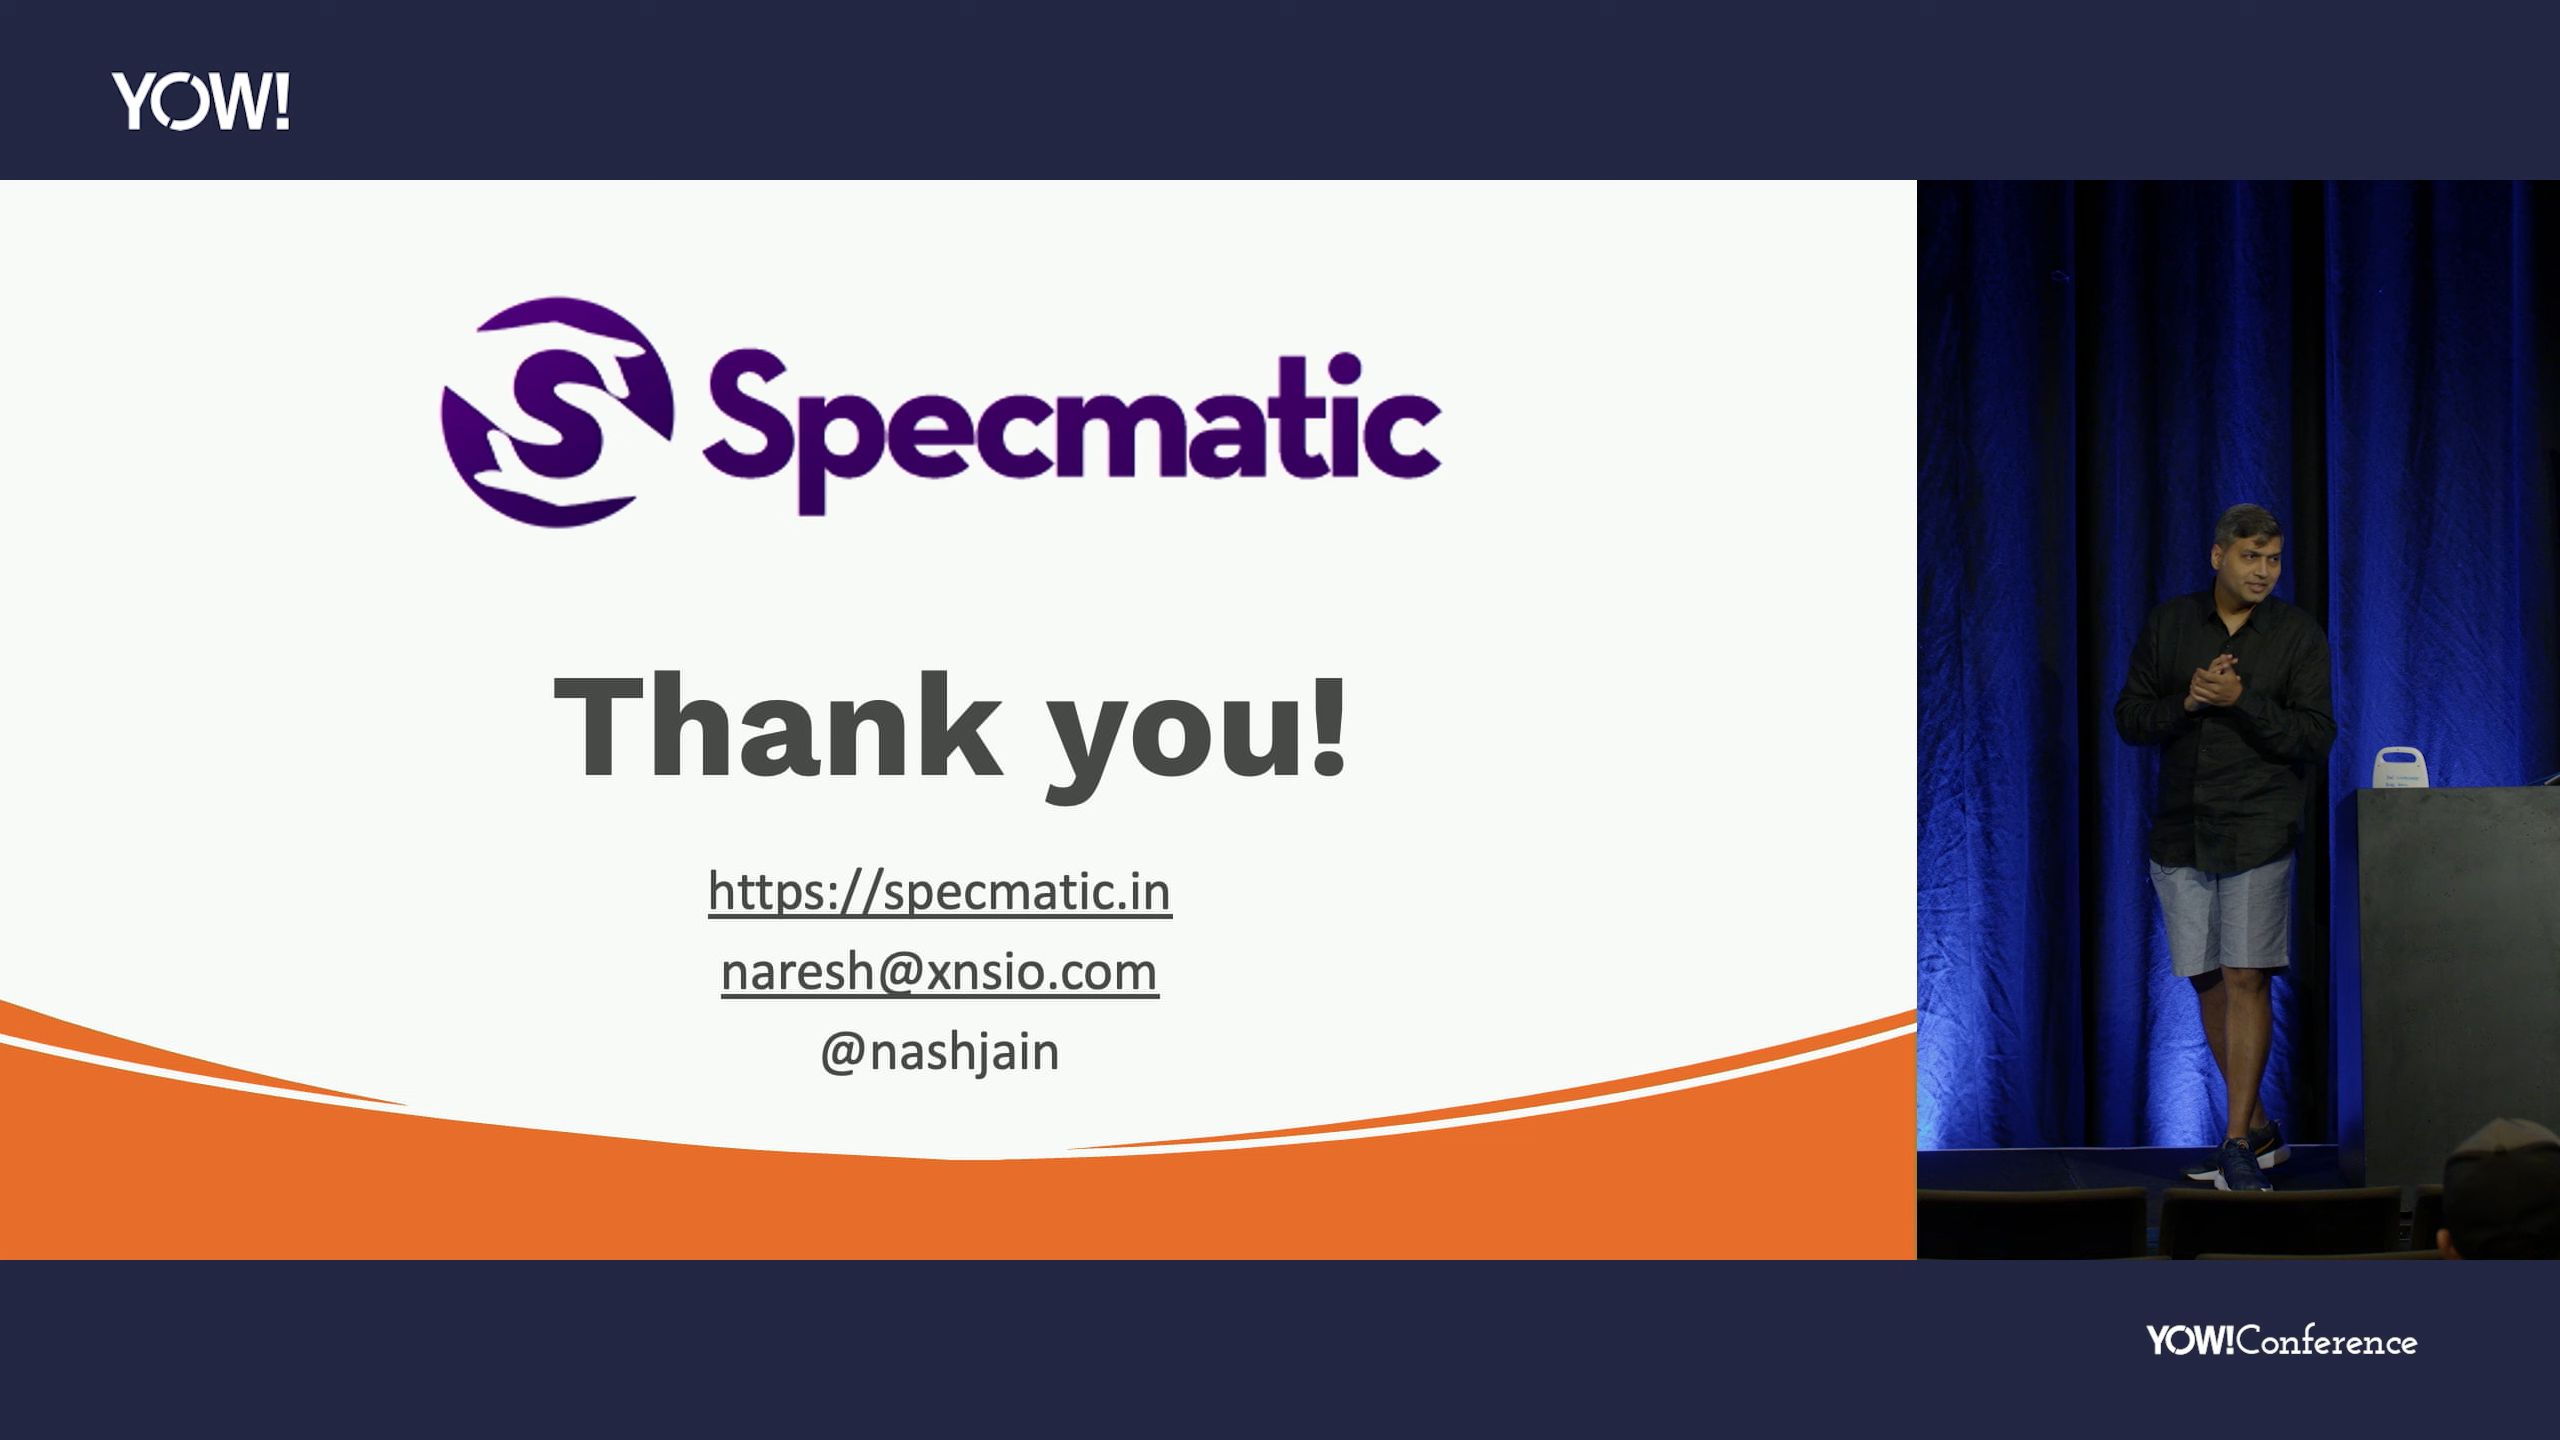 YOW!
Specmatic
Thank you!
https://specmatic.in
naresh@xnsio.com
@nashjain
YOW!Conference